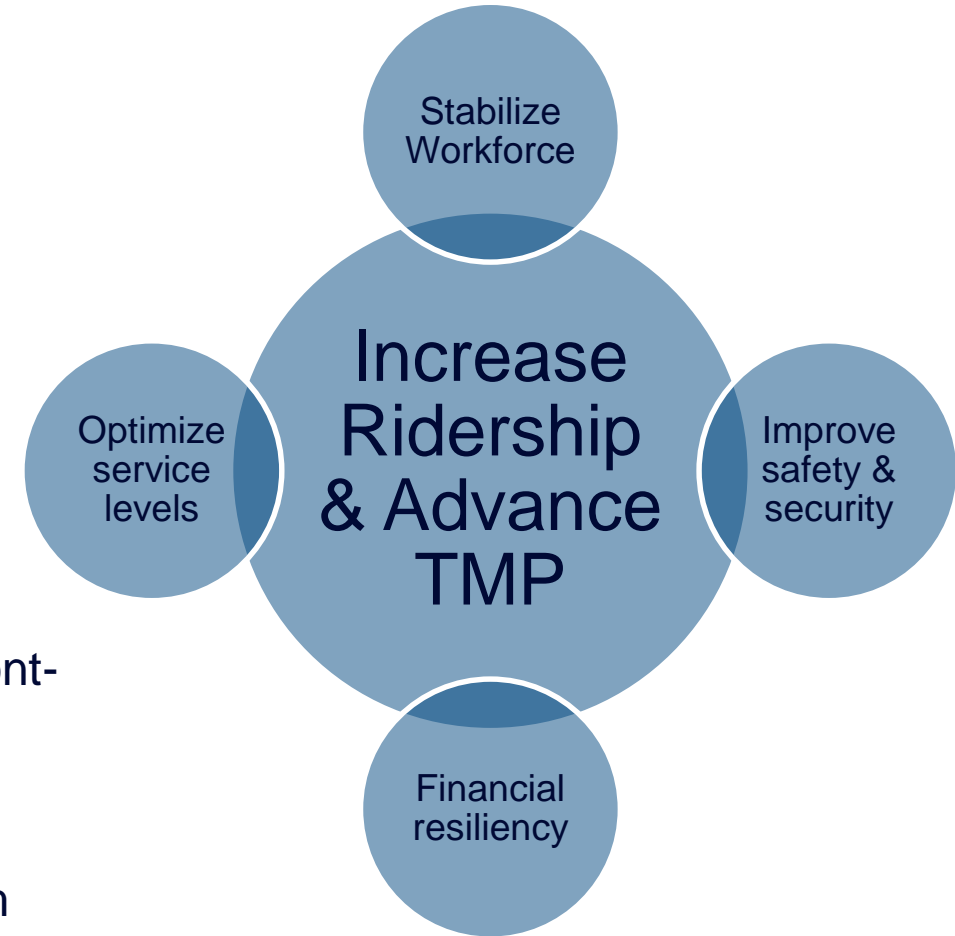 Stabilize
Workforce
Increase
Ridership
& Advance
TMP
Optimize
service
levels
Improve
safety &
security
Financial
resiliency